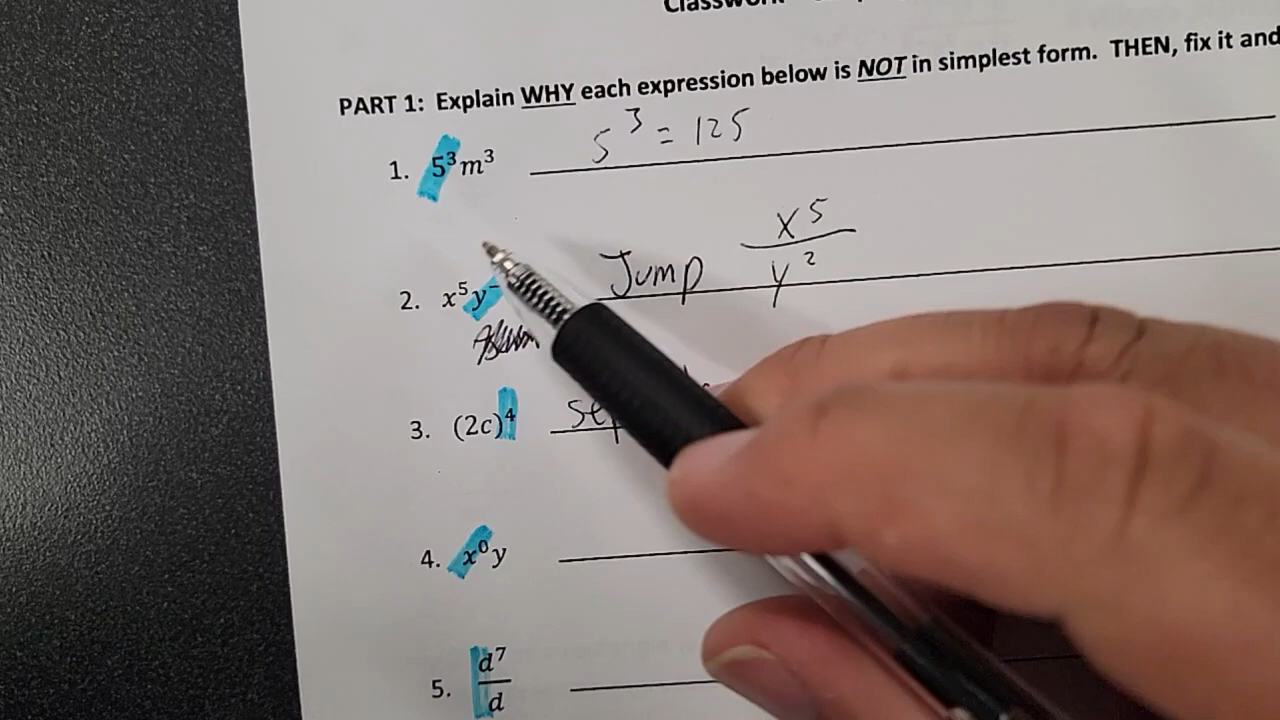 PART 1: Explain WHY each expression below is NOT in simplest form. THEN, fix it and
5³ = 125
1. 5³m³
x⁵
2. x⁵y⁻ Jump y²
3. (2c)⁴
4. x⁰y
5. d⁷
d